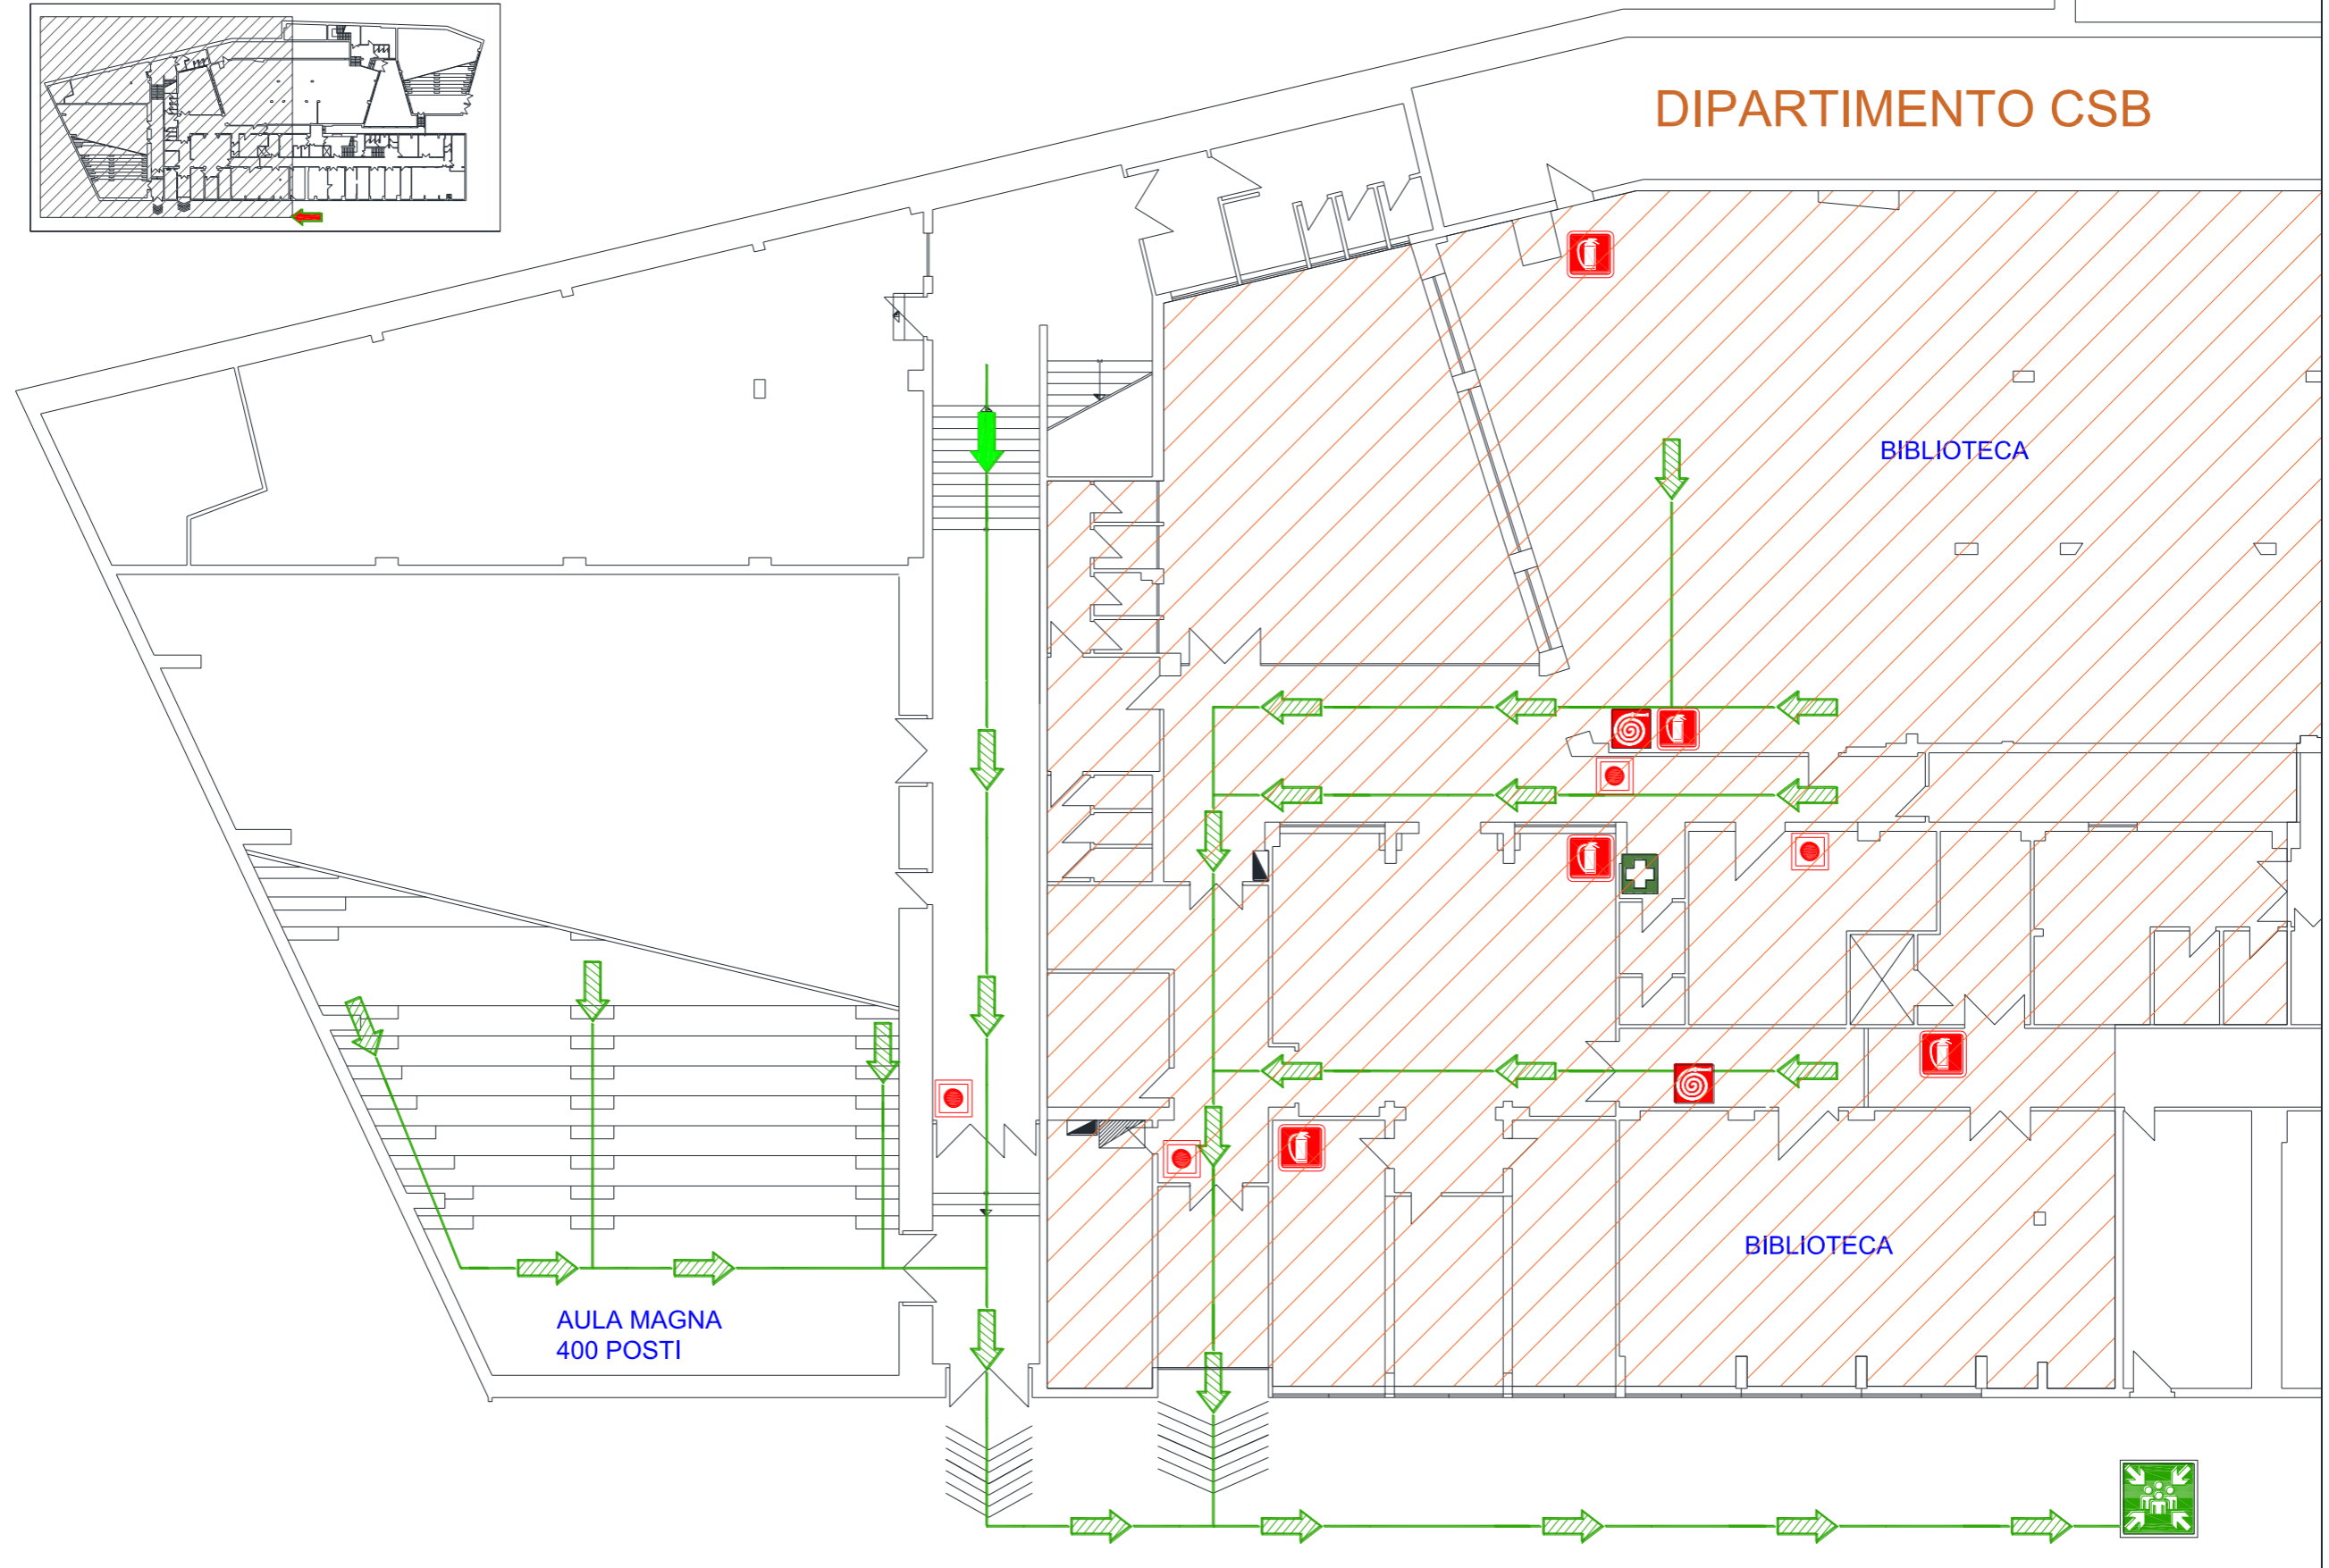 DIPARTIMENTO CSB
BIBLIOTECA
BIBLIOTECA
AULA MAGNA
400 POSTI